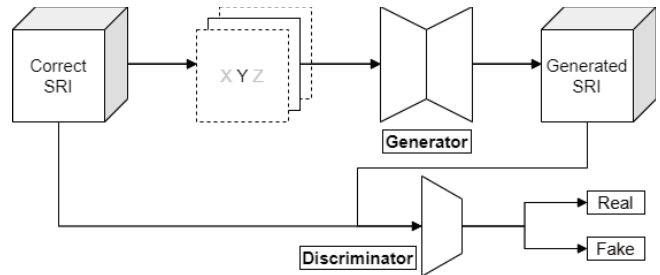 Correct
SRI
X Y Z
Generator
Generated
SRI
Discriminator
Real
Fake